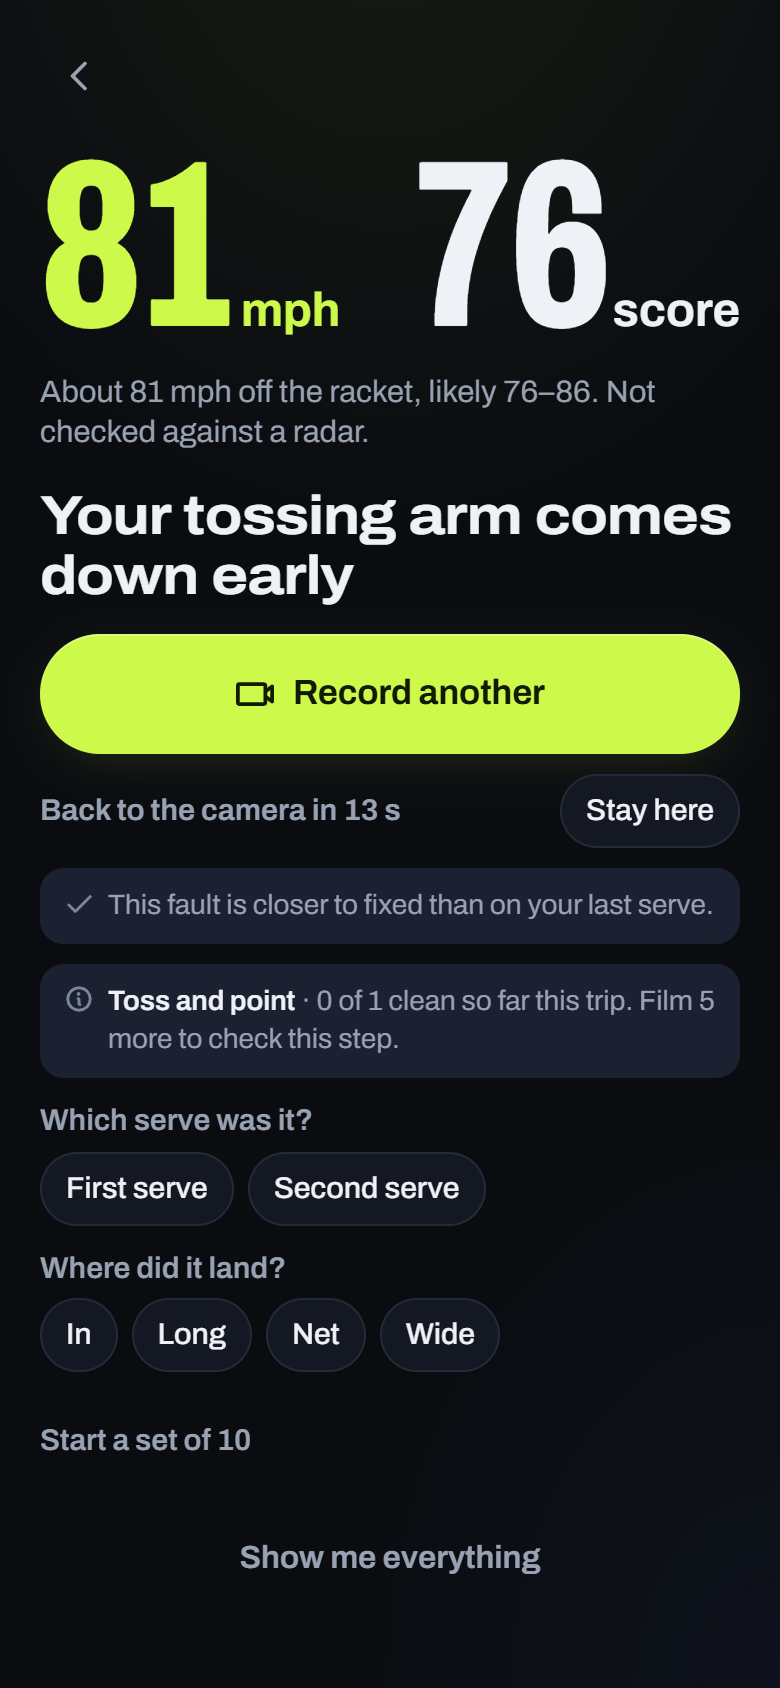 81 mph 76 score
About 81 mph off the racket, likely 76–86. Not
checked against a radar.
Your tossing arm comes
down early
Record another
Back to the camera in 13 s
Stay here
This fault is closer to fixed than on your last serve.
Toss and point · 0 of 1 clean so far this trip. Film 5
more to check this step.
Which serve was it?
First serve
Second serve
Where did it land?
In
Long
Net
Wide
Start a set of 10
Show me everything